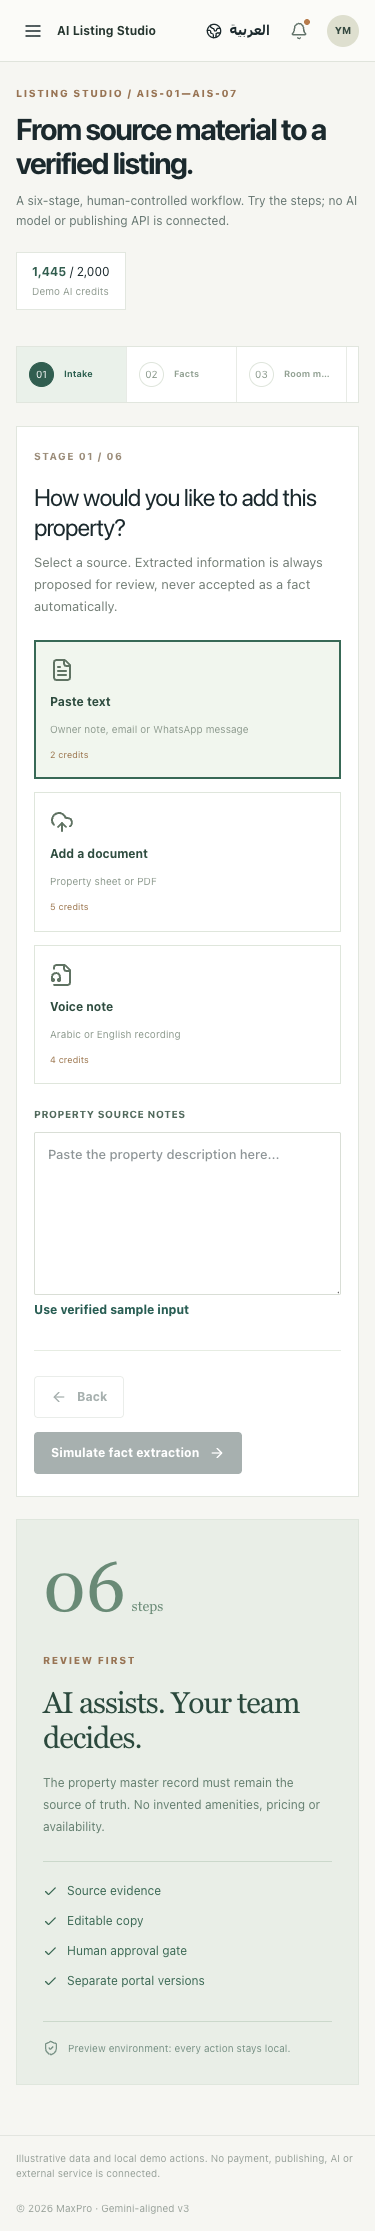 AI Listing Studio
العربية
YM
LISTING STUDIO / AIS-01—AIS-07
From source material to a
verified listing.
A six-stage, human-controlled workflow. Try the steps; no AI
model or publishing API is connected.
1,445 / 2,000
Demo AI credits
01 Intake
02 Facts
03 Room m...
STAGE 01 / 06
How would you like to add this
property?
Select a source. Extracted information is always
proposed for review, never accepted as a fact
automatically.
Paste text
Owner note, email or WhatsApp message
2 credits
Add a document
Property sheet or PDF
5 credits
Voice note
Arabic or English recording
4 credits
PROPERTY SOURCE NOTES
Paste the property description here...
Use verified sample input
Back
Simulate fact extraction
06 steps
REVIEW FIRST
AI assists. Your team
decides.
The property master record must remain the
source of truth. No invented amenities, pricing or
availability.
Source evidence
Editable copy
Human approval gate
Separate portal versions
Preview environment: every action stays local.
Illustrative data and local demo actions. No payment, publishing, AI or
external service is connected.
© 2026 MaxPro · Gemini-aligned v3